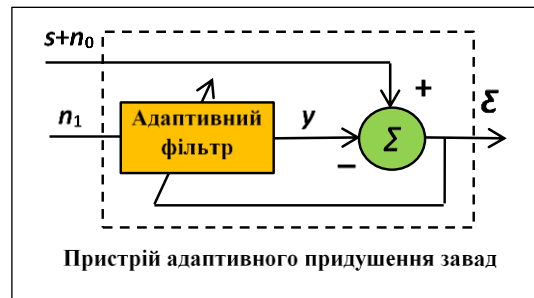 s+n₀
+
ε
n₁
Адаптивний
фільтр
y
Σ
−
Пристрій адаптивного придушення завад